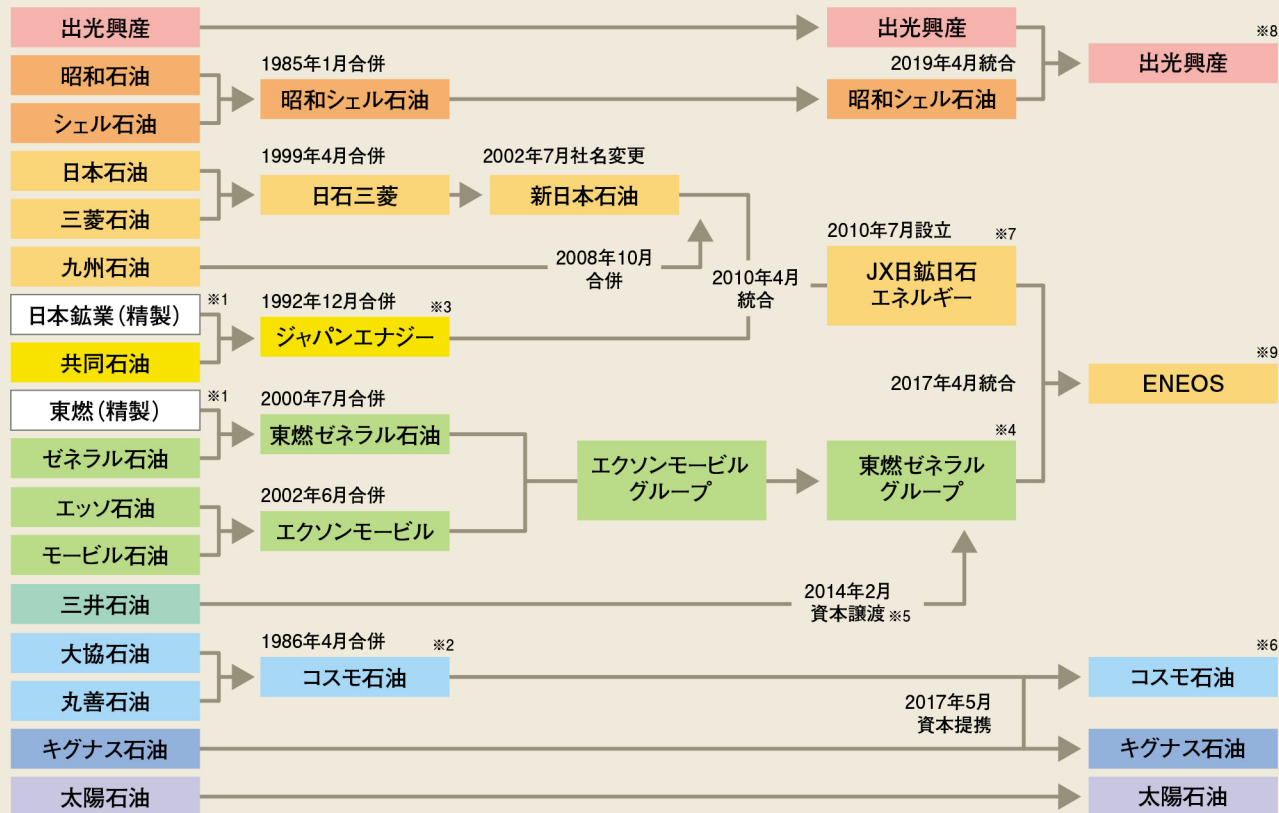 出光興産
出光興産
※8
昭和石油
1985年1月合併
2019年4月統合
出光興産
昭和シェル石油
昭和シェル石油
シェル石油
日本石油
1999年4月合併
2002年7月社名変更
日石三菱
新日本石油
三菱石油
九州石油
2008年10月
合併
2010年4月
統合
2010年7月設立
※7
JX日鉱日石
エネルギー
日本鉱業(精製)
※1
1992年12月合併
※3
ジャパンエナジー
共同石油
2017年4月統合
※9
ENEOS
東燃(精製)
※1
2000年7月合併
東燃ゼネラル石油
ゼネラル石油
エクソンモービル
グループ
※4
東燃ゼネラル
グループ
エッソ石油
2002年6月合併
エクソンモービル
モービル石油
三井石油
2014年2月
資本譲渡※5
大協石油
1986年4月合併
※2
コスモ石油
※6
コスモ石油
丸善石油
2017年5月
資本提携
キグナス石油
キグナス石油
太陽石油
太陽石油